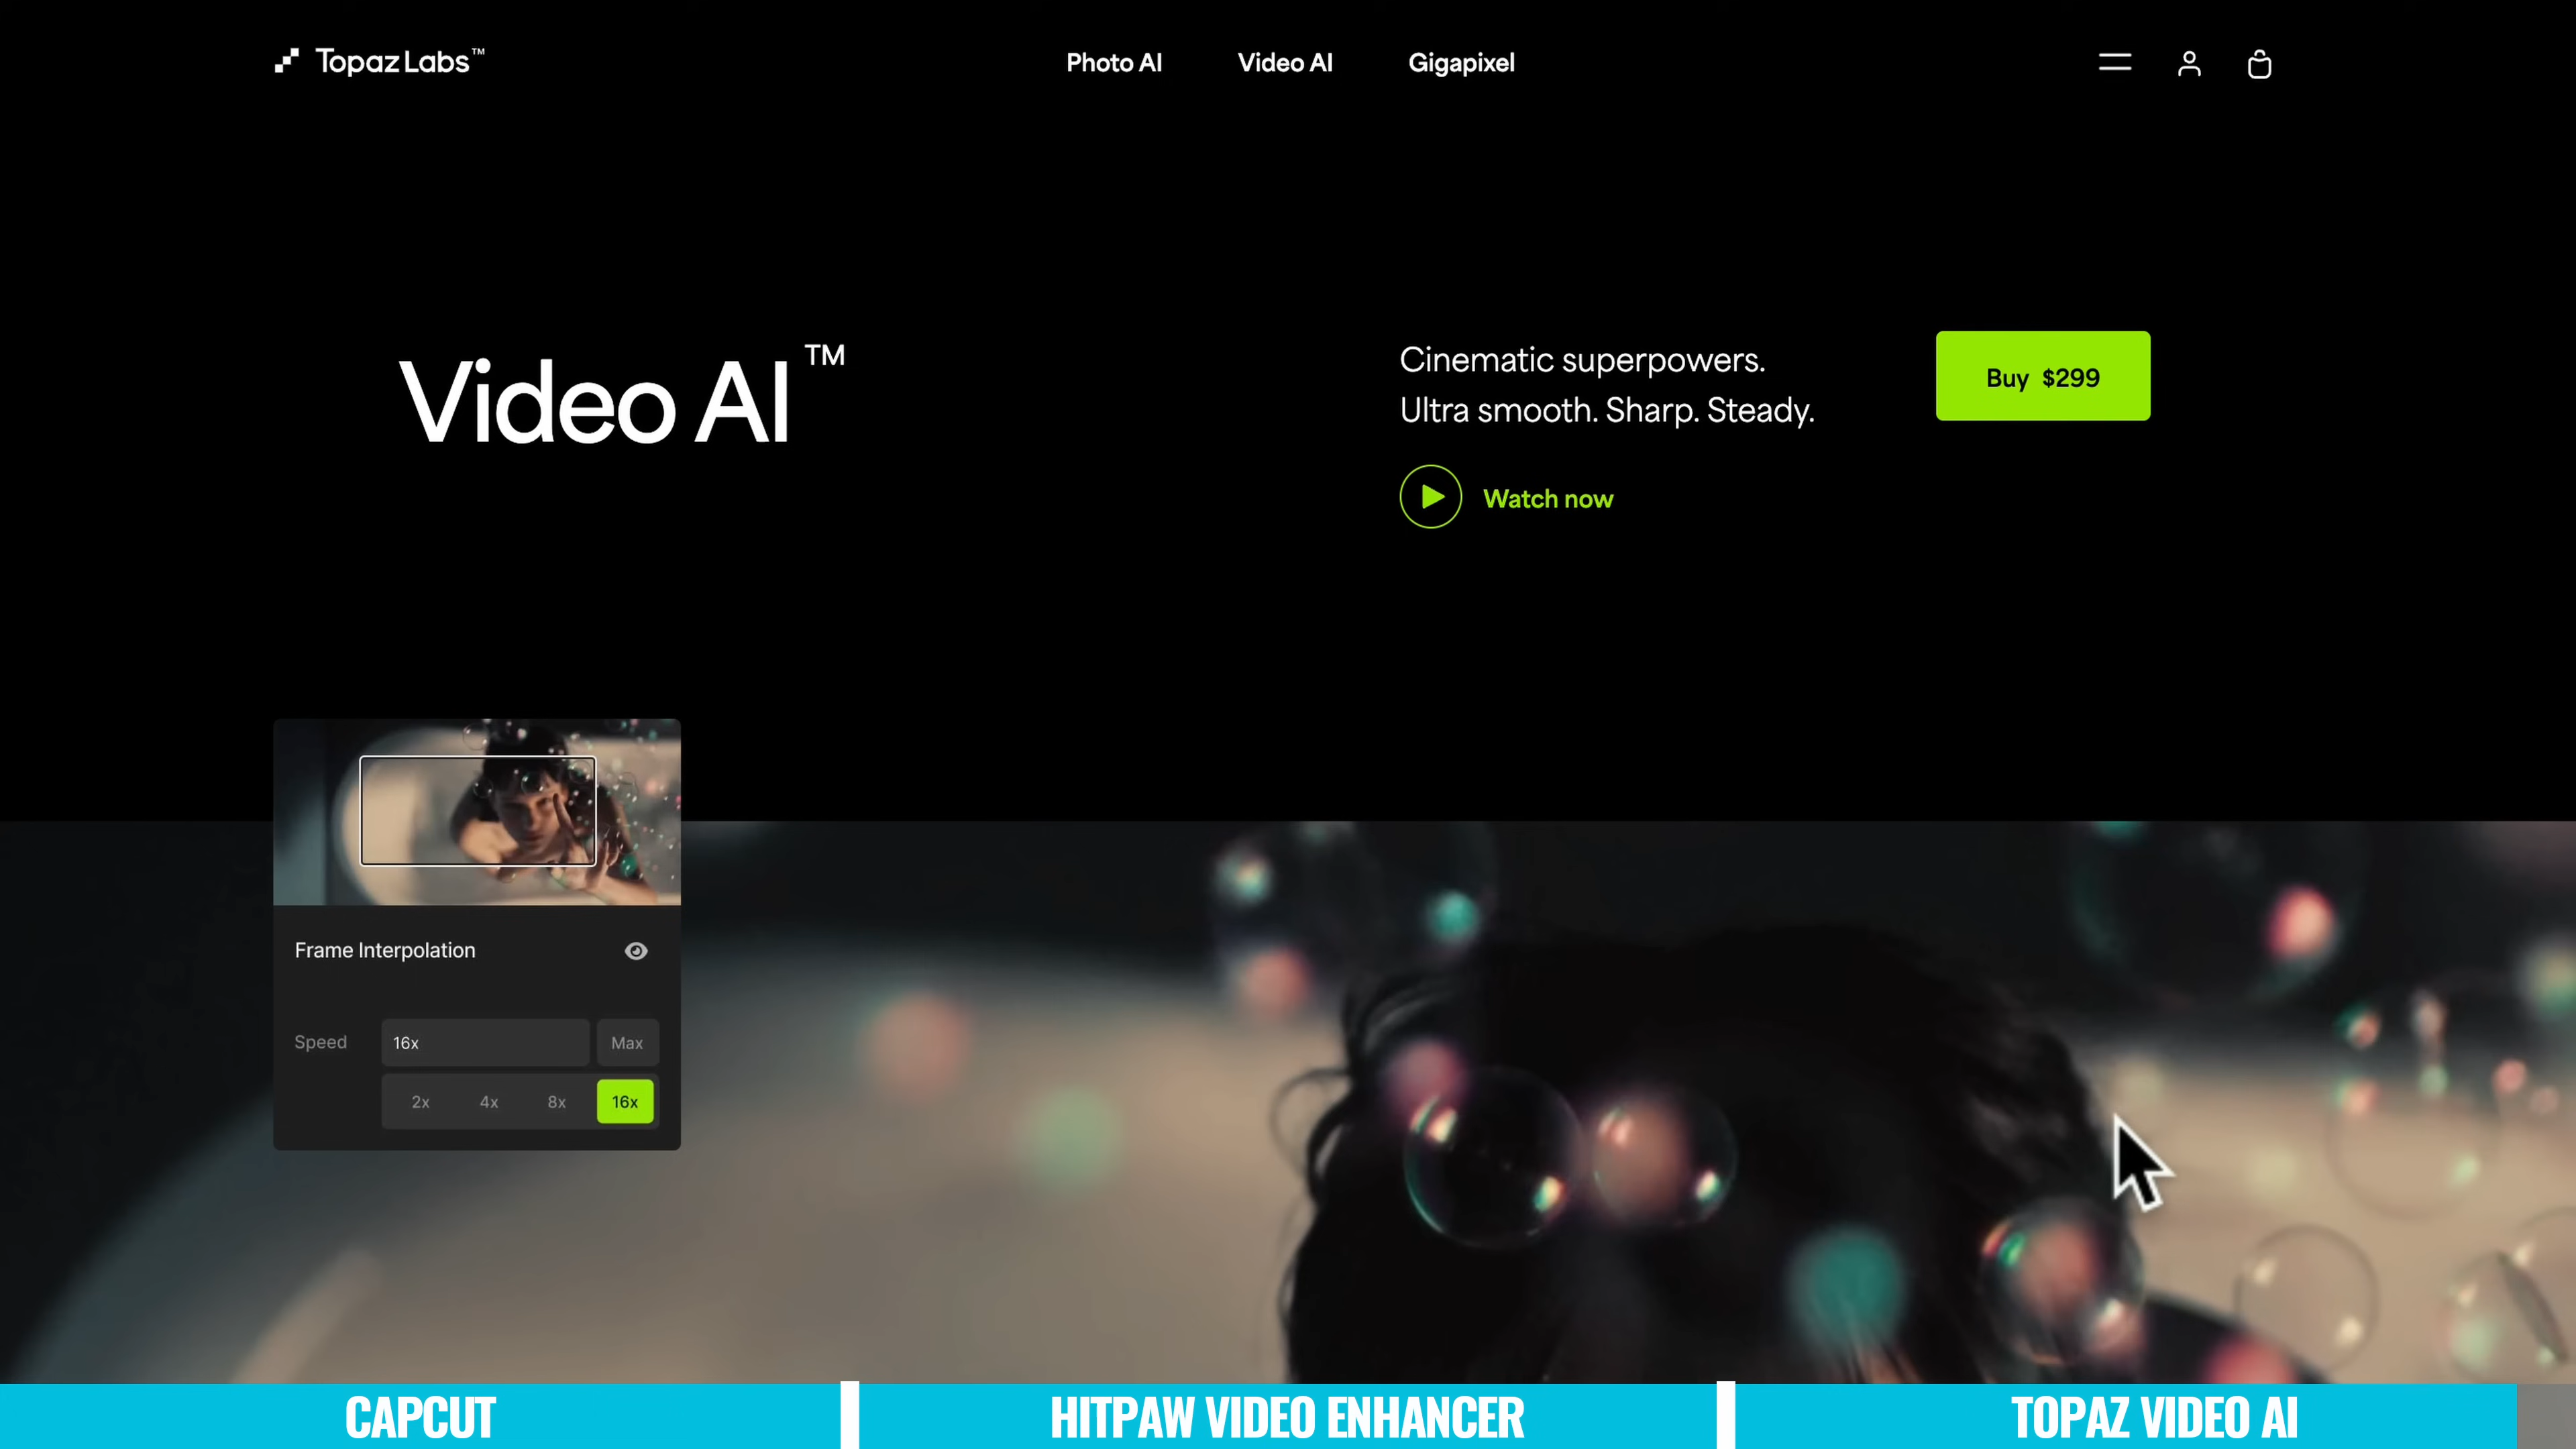 Topaz Labs™
Photo AI
Video AI
Gigapixel
Video AI™
Cinematic superpowers.
Ultra smooth. Sharp. Steady.
Buy $299
Watch now
Frame Interpolation
Speed
16x
Max
2x
4x
8x
16x
CAPCUT
HITPAW VIDEO ENHANCER
TOPAZ VIDEO AI